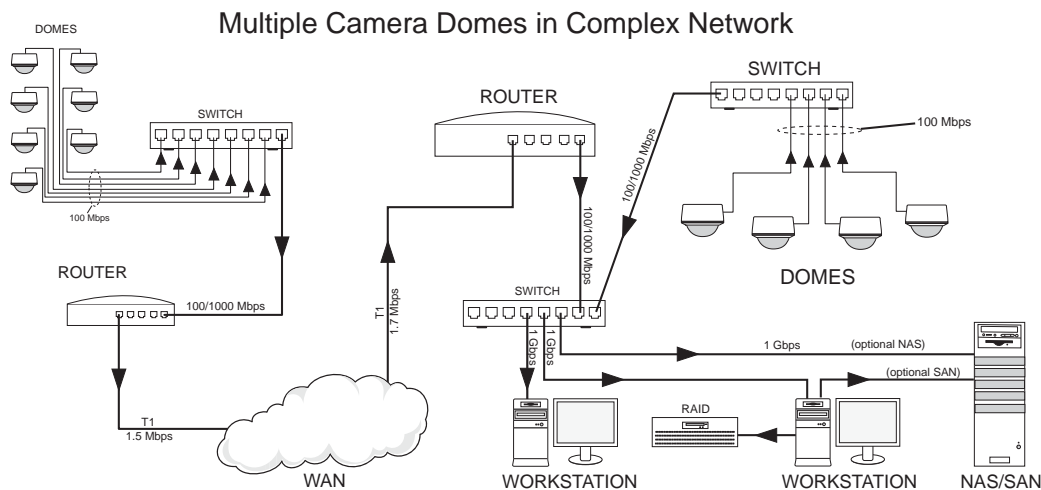 Multiple Camera Domes in Complex Network
DOMES
SWITCH
100 Mbps
ROUTER
100/1000 Mbps
T1
1.5 Mbps
WAN
T1
1.7 Mbps
ROUTER
100/1000 Mbps
SWITCH
100 Mbps
100/1000 Mbps
DOMES
SWITCH
1 Gbps
1 Gbps
1 Gbps
(optional NAS)
(optional SAN)
RAID
WORKSTATION
WORKSTATION
NAS/SAN